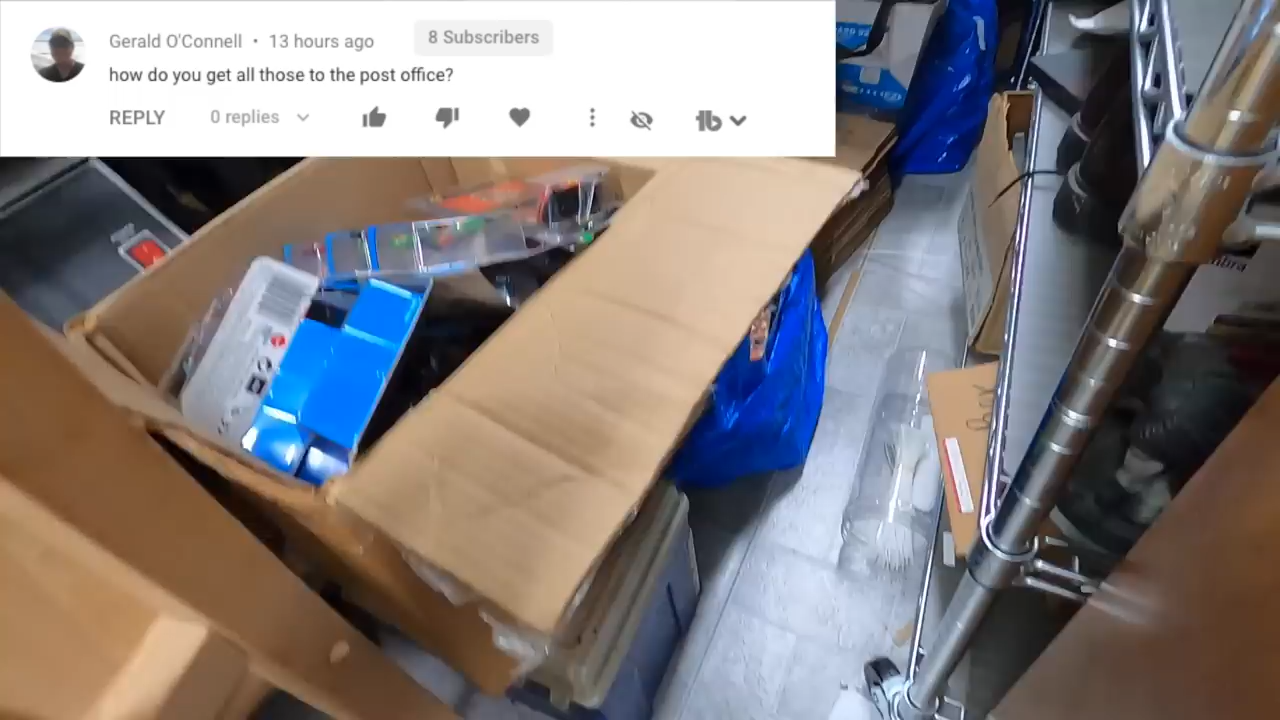 Gerald O'Connell • 13 hours ago
8 Subscribers
how do you get all those to the post office?
REPLY
0 replies